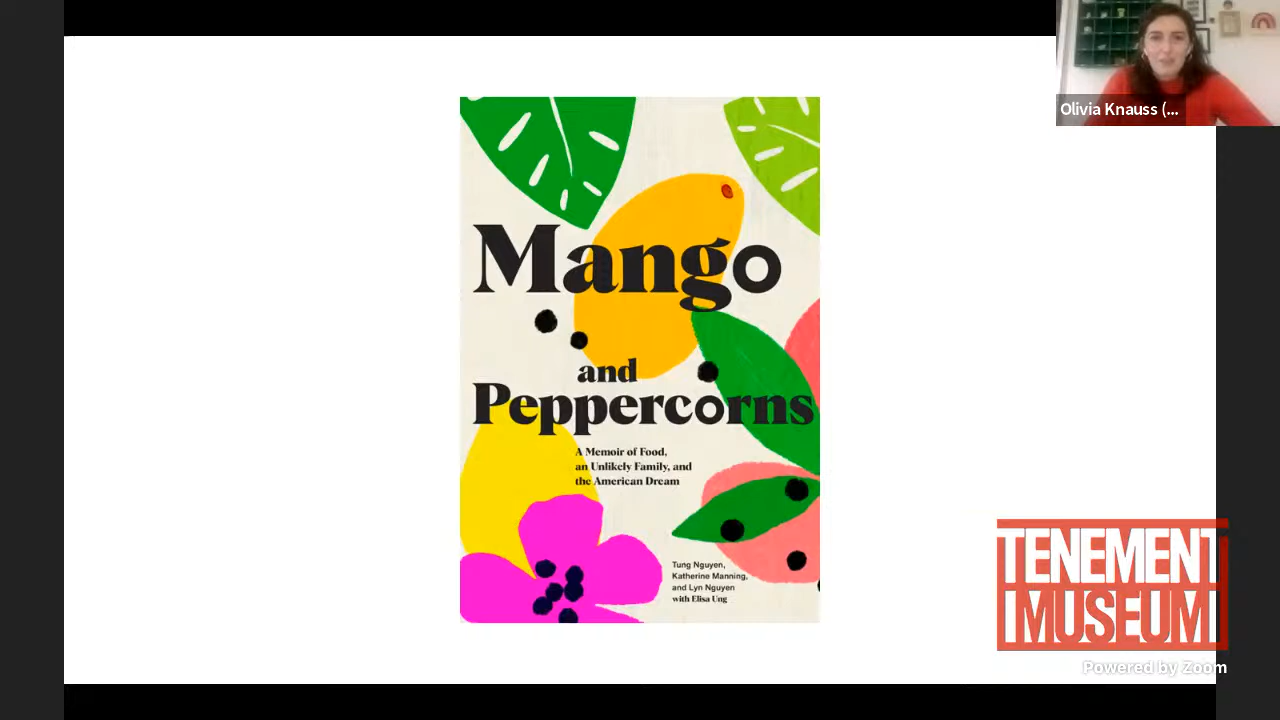 Olivia Knauss (...
Mango
and
Peppercorns
A Memoir of Food,
an Unlikely Family, and
the American Dream
Tung Nguyen,
Katherine Manning,
and Lyn Nguyen
with Elisa Ung
TENEMENT
MUSEUM
Powered by Zoom